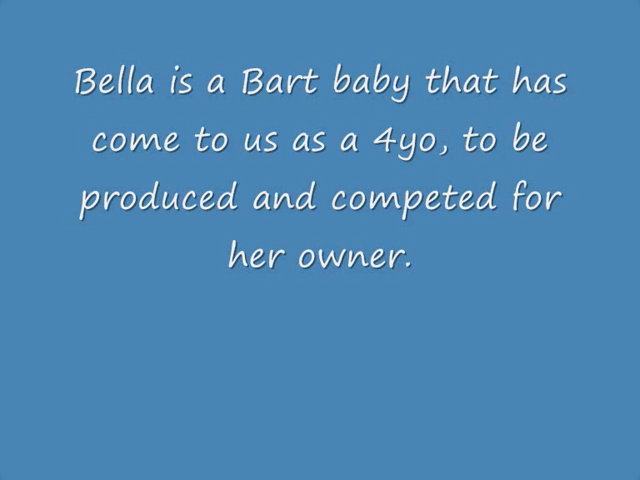 Bella is a Bart baby that has
come to us as a 4yo, to be
produced and competed for
her owner.